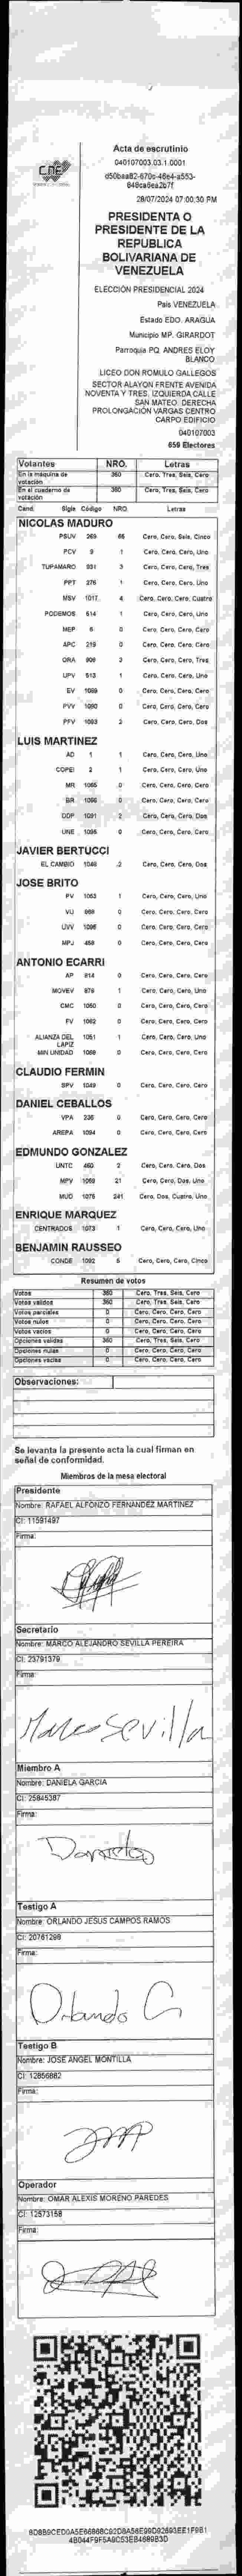 CNE
Acta de escrutinio
040107003.03.1.0001
28/07/2024 07:00:30 PM
PRESIDENTA O
PRESIDENTE DE LA
REPÚBLICA
BOLIVARIANA DE
VENEZUELA
ELECCIÓN PRESIDENCIAL 2024
País VENEZUELA
Estado EDO. ARAGUA
Municipio MP. GIRARDOT
Parroquia PQ. ANDRES ELOY
BLANCO
LICEO DON ROMULO GALLEGOS
SECTOR ALAYON FRENTE AVENIDA
NOVENTA Y TRES. IZQUIERDA CALLE
SAN MATEO. DERECHA
PROLONGACIÓN VARGAS CENTRO
CARPO EDIFICIO
040107003
659 Electores
Votantes NRO. Letras
En la máquina de votación 360 Cero, Tres, Seis, Cero
En el cuaderno de votación 360 Cero, Tres, Seis, Cero
Cand. Sigla Código NRO. Letras
NICOLAS MADURO
PSUV 269 65 Cero, Cero, Seis, Cinco
PCV 9 1 Cero, Cero, Cero, Uno
TUPAMARO 931 3 Cero, Cero, Cero, Tres
PPT 276 1 Cero, Cero, Cero, Uno
MSV 1017 4 Cero, Cero, Cero, Cuatro
PODEMOS 514 1 Cero, Cero, Cero, Uno
MEP 6 0 Cero, Cero, Cero, Cero
APC 219 0 Cero, Cero, Cero, Cero
ORA 909 3 Cero, Cero, Cero, Tres
UPV 513 1 Cero, Cero, Cero, Uno
EV 1089 0 Cero, Cero, Cero, Cero
PVV 1090 0 Cero, Cero, Cero, Cero
PFV 1093 2 Cero, Cero, Cero, Dos
LUIS MARTINEZ
AD 1 1 Cero, Cero, Cero, Uno
COPEI 2 1 Cero, Cero, Cero, Uno
MR 1065 0 Cero, Cero, Cero, Cero
BR 1066 0 Cero, Cero, Cero, Cero
DDP 1091 2 Cero, Cero, Cero, Dos
UNE 1095 0 Cero, Cero, Cero, Cero
JAVIER BERTUCCI
EL CAMBIO 1048 2 Cero, Cero, Cero, Dos
JOSE BRITO
PV 1053 1 Cero, Cero, Cero, Uno
VU 968 0 Cero, Cero, Cero, Cero
UVV 1096 0 Cero, Cero, Cero, Cero
MPJ 458 0 Cero, Cero, Cero, Cero
ANTONIO ECARRI
AP 914 0 Cero, Cero, Cero, Cero
MOVEV 979 1 Cero, Cero, Cero, Uno
CMC 1050 0 Cero, Cero, Cero, Cero
FV 1062 0 Cero, Cero, Cero, Cero
ALIANZA DEL LAPIZ 1051 1 Cero, Cero, Cero, Uno
MIN UNIDAD 1058 0 Cero, Cero, Cero, Cero
CLAUDIO FERMIN
SPV 1049 0 Cero, Cero, Cero, Cero
DANIEL CEBALLOS
VPA 236 0 Cero, Cero, Cero, Cero
AREPA 1094 0 Cero, Cero, Cero, Cero
EDMUNDO GONZALEZ
UNTC 460 2 Cero, Cero, Cero, Dos
MPV 1069 21 Cero, Cero, Dos, Uno
MUD 1075 241 Cero, Dos, Cuatro, Uno
ENRIQUE MARQUEZ
CENTRADOS 1073 1 Cero, Cero, Cero, Uno
BENJAMIN RAUSSEO
CONDE 1092 5 Cero, Cero, Cero, Cinco
Resumen de votos
Votos 360 Cero, Tres, Seis, Cero
Votos válidos 360 Cero, Tres, Seis, Cero
Votos parciales 0 Cero, Cero, Cero, Cero
Votos nulos 0 Cero, Cero, Cero, Cero
Votos vacíos 0 Cero, Cero, Cero, Cero
Opciones válidas 360 Cero, Tres, Seis, Cero
Opciones nulas 0 Cero, Cero, Cero, Cero
Opciones vacías 0 Cero, Cero, Cero, Cero
Observaciones:
Se levanta la presente acta la cual firman en
señal de conformidad.
Miembros de la mesa electoral
Presidente
Nombre: RAFAEL ALFONZO FERNANDEZ MARTINEZ
CI: 11591497
Firma:
Secretario
Nombre: MARCO ALEJANDRO SEVILLA PEREIRA
CI: 23791379
Firma:
Marco Sevilla
Miembro A
Nombre: DANIELA GARCIA
CI: 25845387
Firma:
Daniela
Testigo A
Nombre: ORLANDO JESUS CAMPOS RAMOS
CI: 20761298
Firma:
Orlando C
Testigo B
Nombre: JOSE ANGEL MONTILLA
CI: 12856882
Firma:
Operador
Nombre: OMAR ALEXIS MORENO PAREDES
CI: 12573158
Firma: